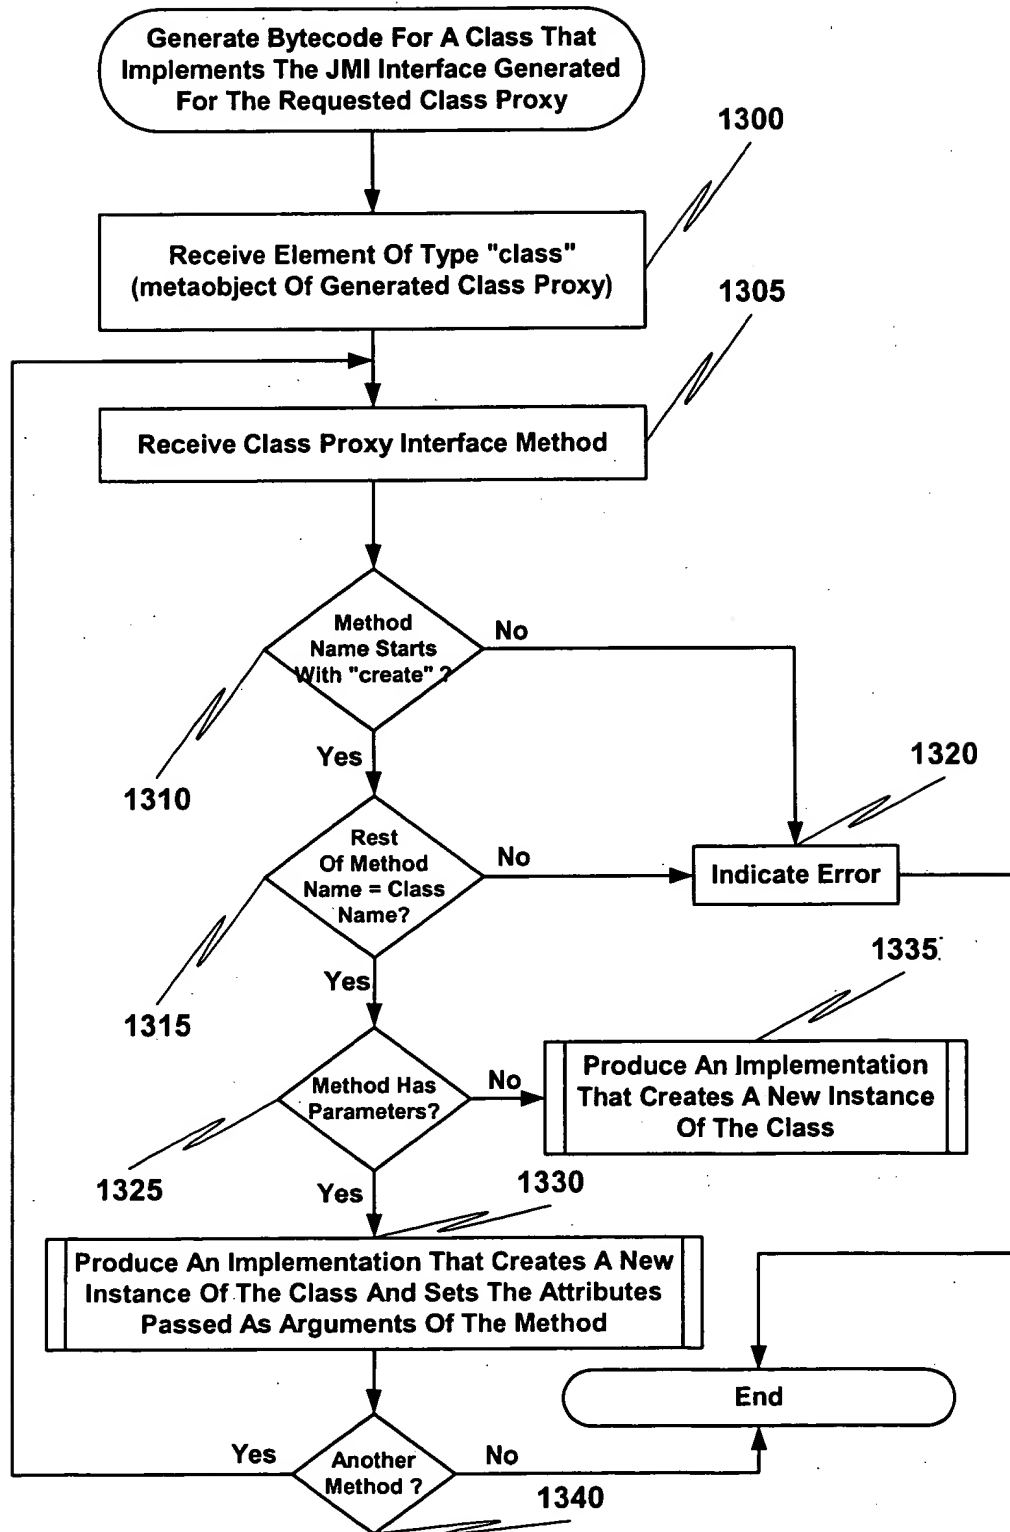 Generate Bytecode For A Class That
Implements The JMI Interface Generated
For The Requested Class Proxy
1300
Receive Element Of Type "class"
(metaobject Of Generated Class Proxy)
1305
Receive Class Proxy Interface Method
Method
Name Starts
With "create" ?
No
Yes
1310
1320
Rest
Of Method
Name = Class
Name?
No
Indicate Error
1335
Yes
1315
Method Has
Parameters?
No
Produce An Implementation
That Creates A New Instance
Of The Class
1325
Yes
1330
Produce An Implementation That Creates A New
Instance Of The Class And Sets The Attributes
Passed As Arguments Of The Method
End
Yes
Another
Method ?
No
1340